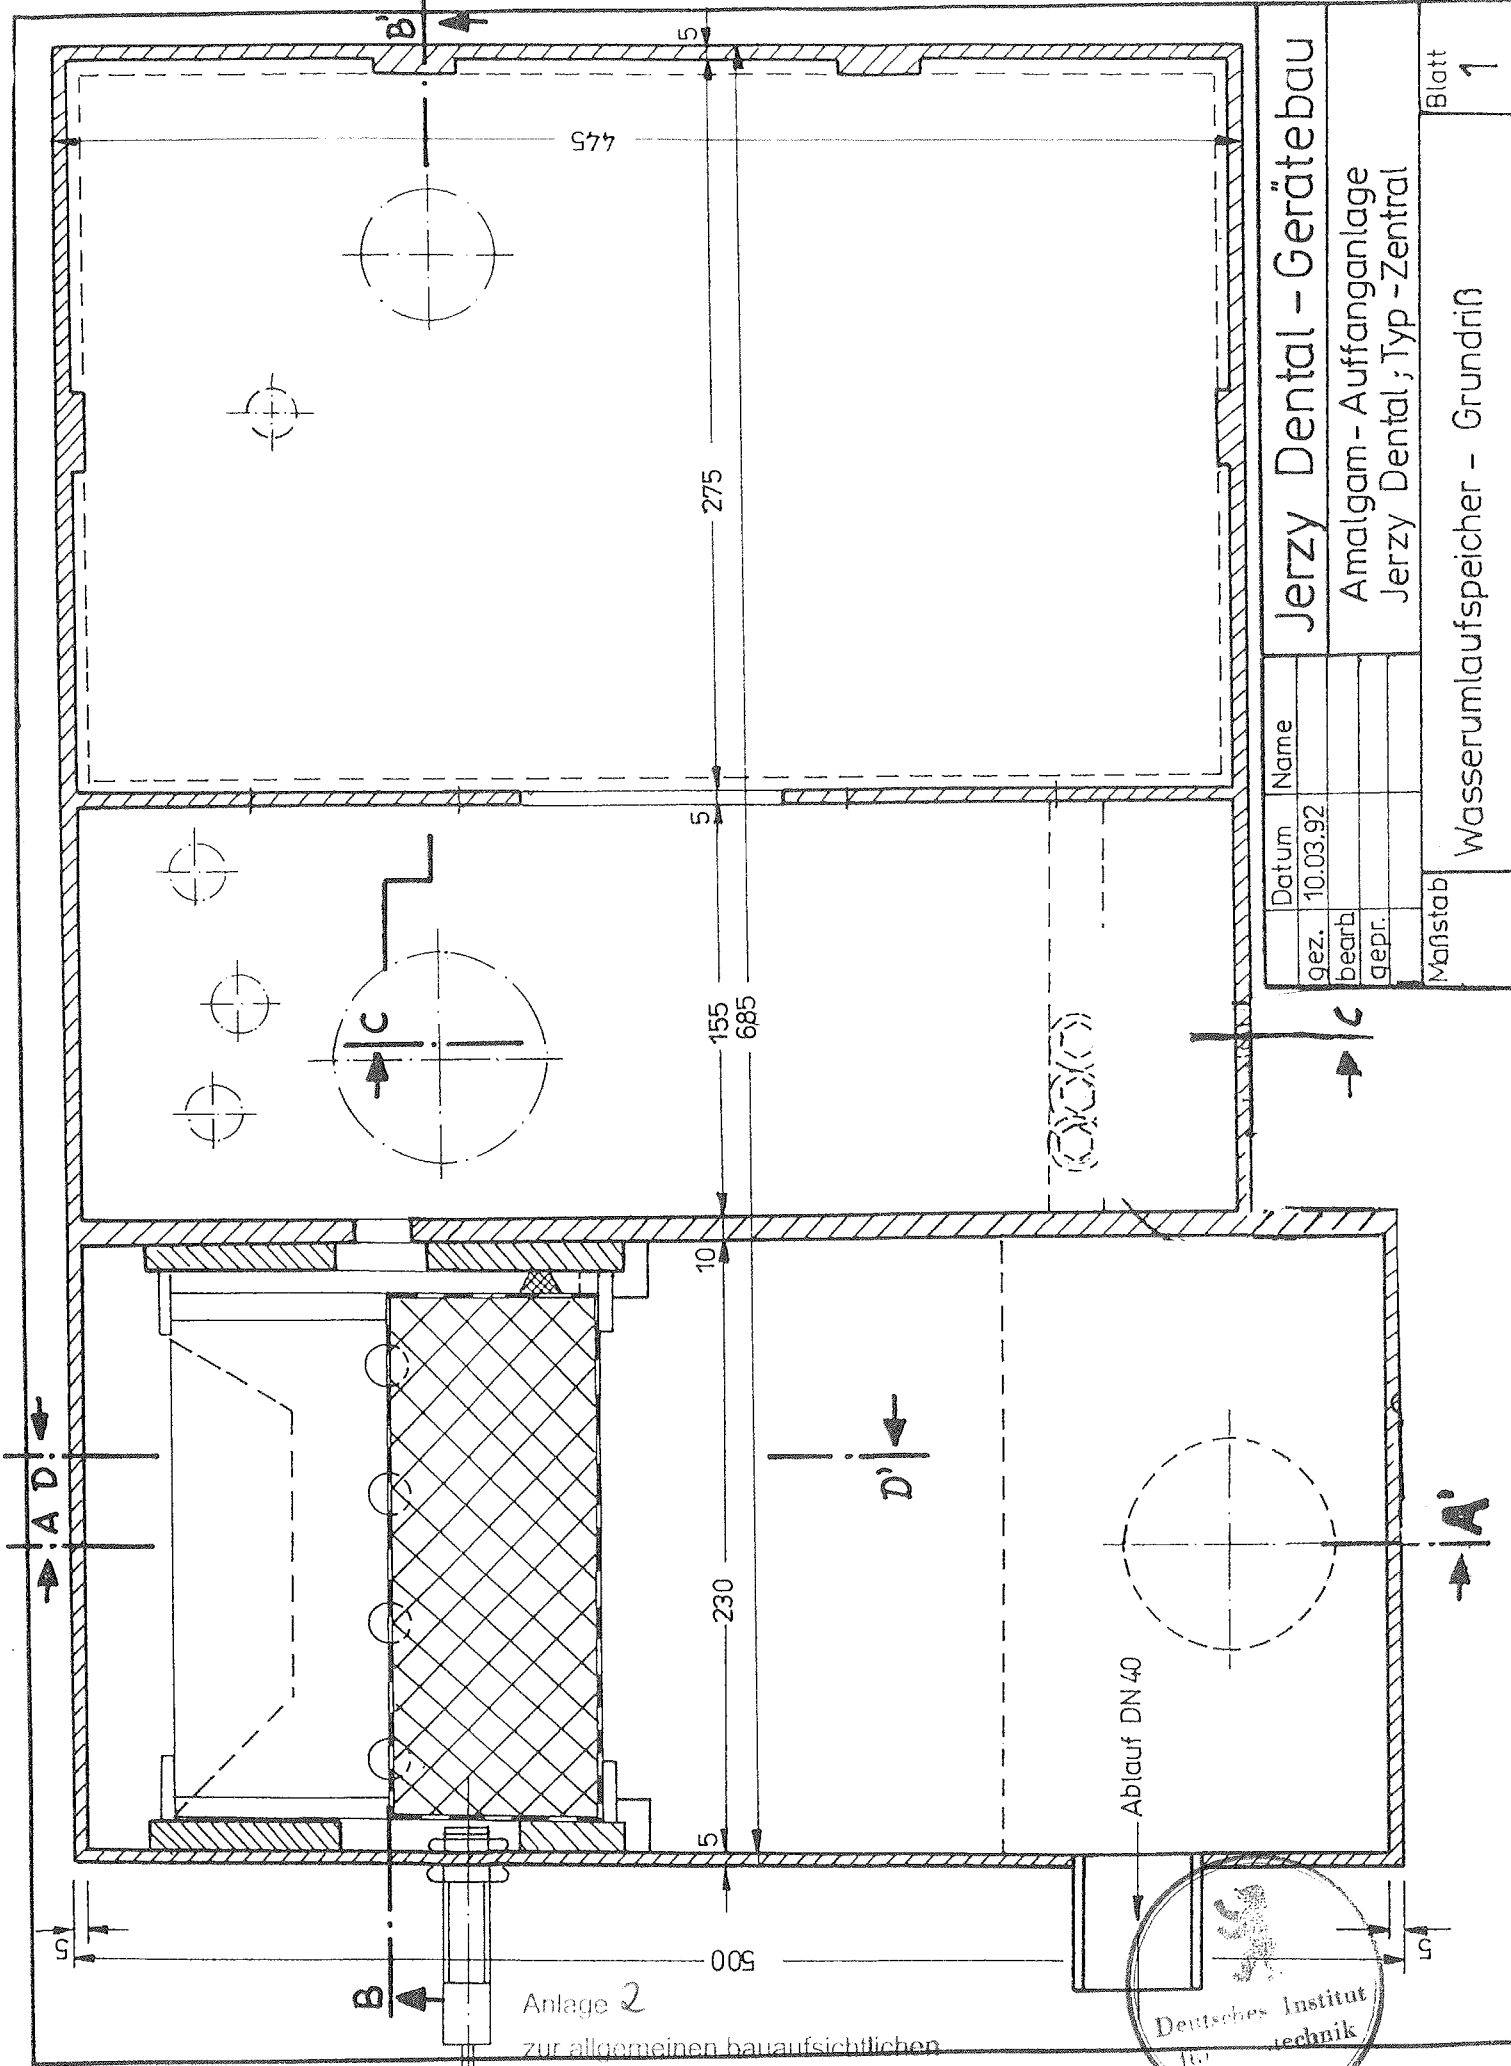 B'
5
445
275
5
155
685
C
C
10
A D
D'
230
A'
Ablauf DN 40
5
5
500
5
B
Jerzy Dental - Gerätebau
Amalgam - Auffanganlage
Jerzy Dental; Typ - Zentral
Datum Name
gez. 10.03.92
bearb.
gepr.
Maßstab
Wasserumlaufspeicher - Grundriß
Blatt
1
Anlage 2
zur allgemeinen bauaufsichtlichen
Deutsches Institut